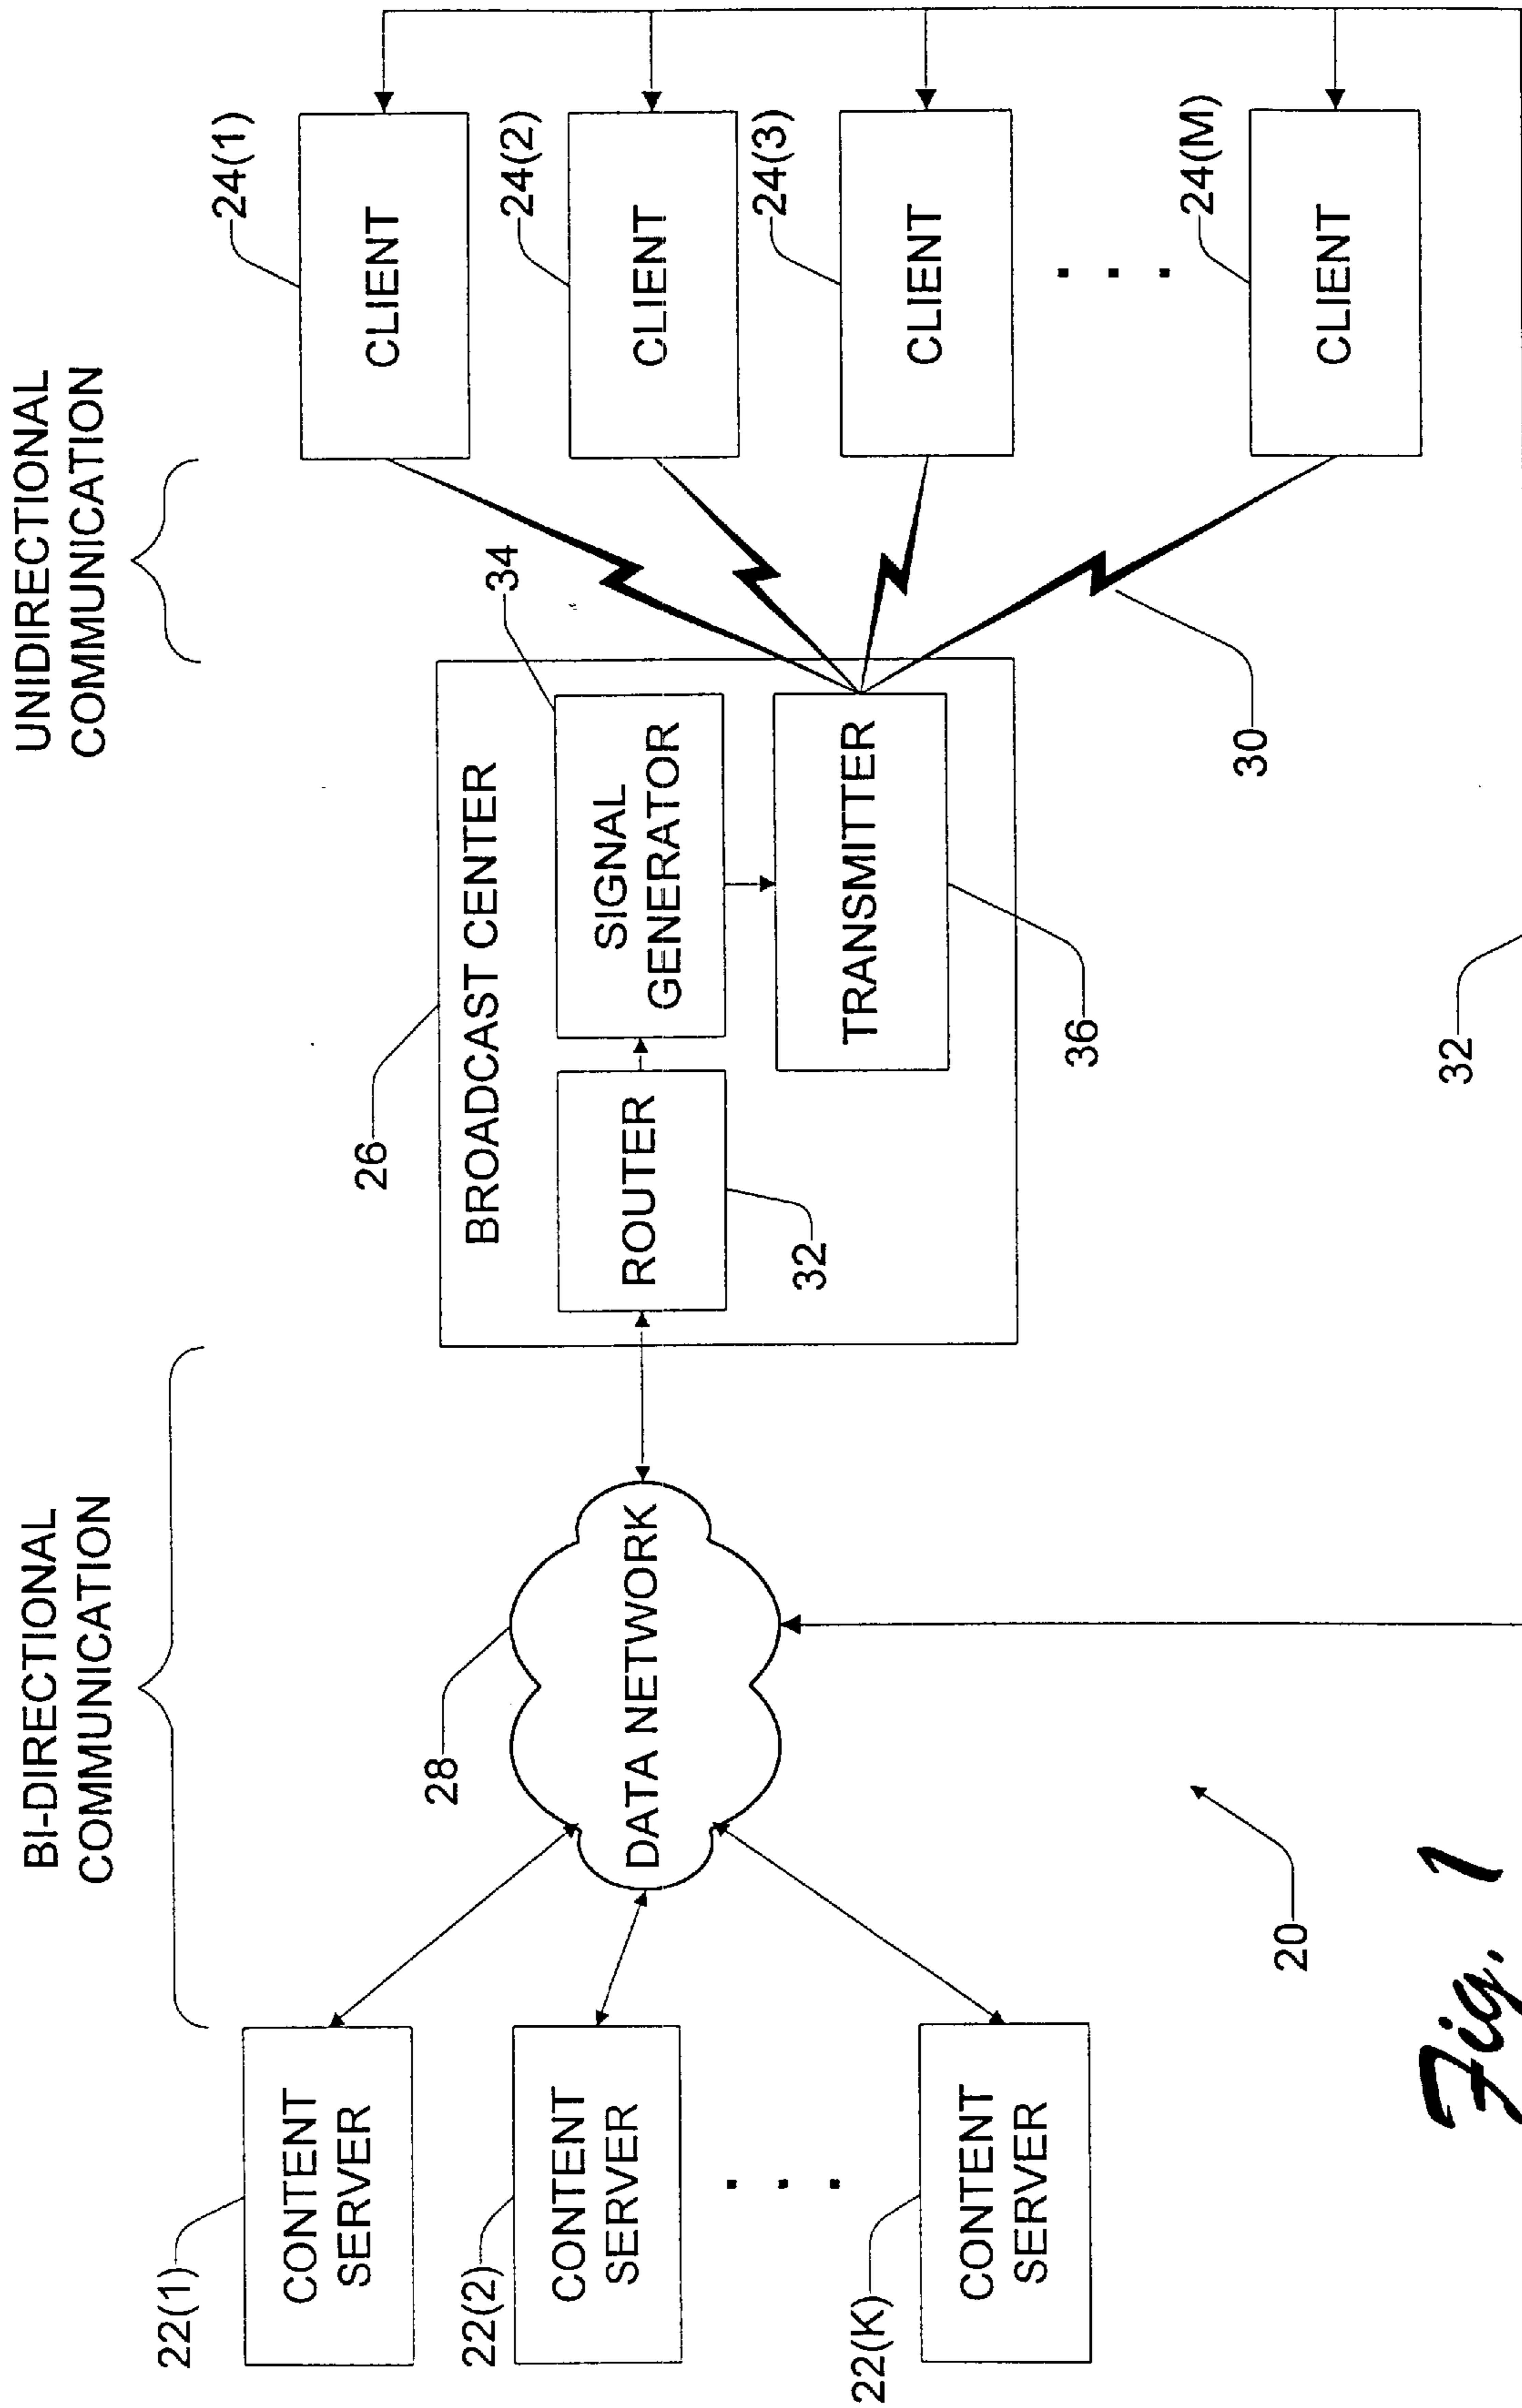 BI-DIRECTIONAL
COMMUNICATION
UNIDIRECTIONAL
COMMUNICATION
22(1)
CONTENT
SERVER
22(2)
CONTENT
SERVER
. . .
22(K)
CONTENT
SERVER
28
DATA NETWORK
26
BROADCAST CENTER
ROUTER
32
SIGNAL
GENERATOR
34
TRANSMITTER
36
30
24(1)
CLIENT
24(2)
CLIENT
24(3)
CLIENT
. . .
24(M)
CLIENT
32
20
Fig. 1